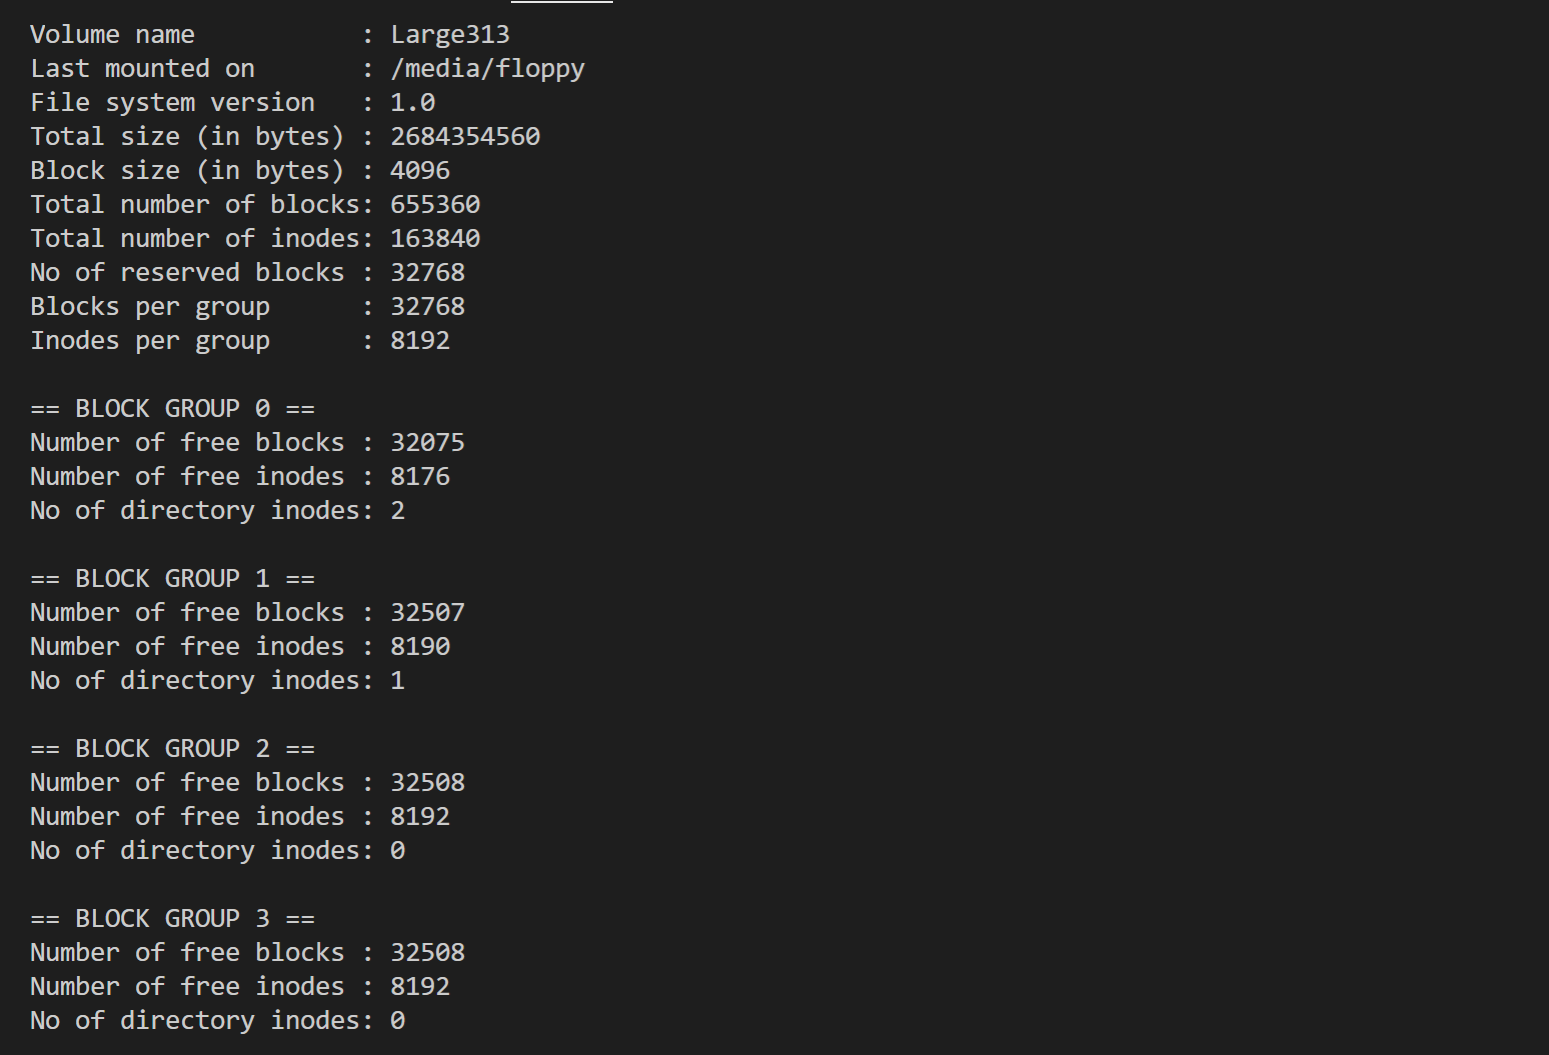 Volume name           : Large313
Last mounted on       : /media/floppy
File system version   : 1.0
Total size (in bytes) : 2684354560
Block size (in bytes) : 4096
Total number of blocks: 655360
Total number of inodes: 163840
No of reserved blocks : 32768
Blocks per group      : 32768
Inodes per group      : 8192

== BLOCK GROUP 0 ==
Number of free blocks : 32075
Number of free inodes : 8176
No of directory inodes: 2

== BLOCK GROUP 1 ==
Number of free blocks : 32507
Number of free inodes : 8190
No of directory inodes: 1

== BLOCK GROUP 2 ==
Number of free blocks : 32508
Number of free inodes : 8192
No of directory inodes: 0

== BLOCK GROUP 3 ==
Number of free blocks : 32508
Number of free inodes : 8192
No of directory inodes: 0